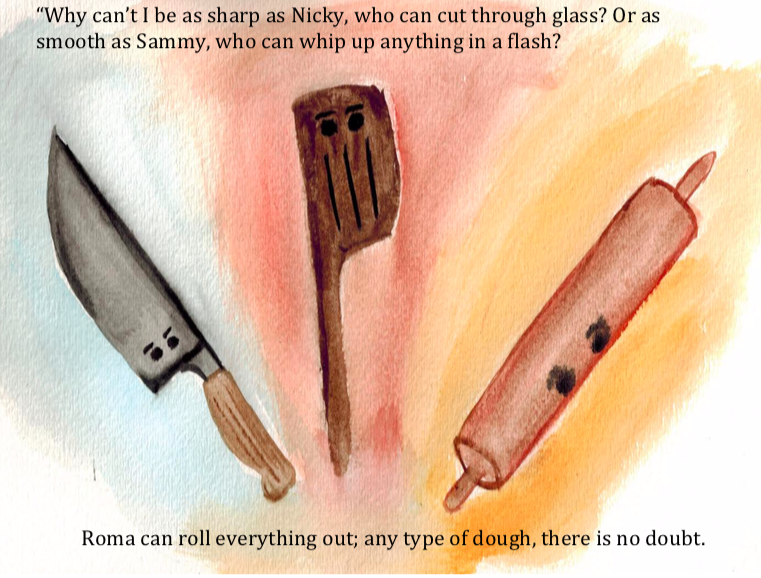 “Why can’t I be as sharp as Nicky, who can cut through glass? Or as
smooth as Sammy, who can whip up anything in a flash?
Roma can roll everything out; any type of dough, there is no doubt.